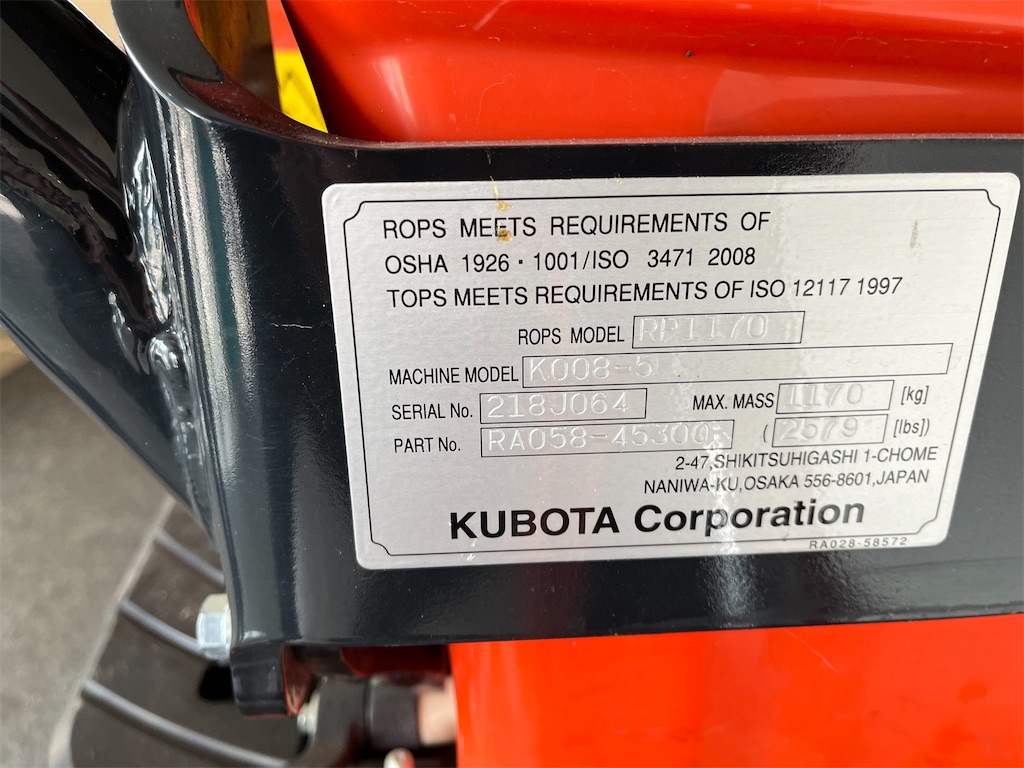 ROPS MEETS REQUIREMENTS OF
OSHA 1926・1001/ISO 3471 2008
TOPS MEETS REQUIREMENTS OF ISO 12117 1997
ROPS MODEL RP1170
MACHINE MODEL K008-5
SERIAL No. 218J064 MAX. MASS 1170 [kg]
PART No. RA058-45300 ( 2579 [lbs])
2-47,SHIKITSUHIGASHI 1-CHOME
NANIWA-KU,OSAKA 556-8601,JAPAN
KUBOTA Corporation
RA028-58572